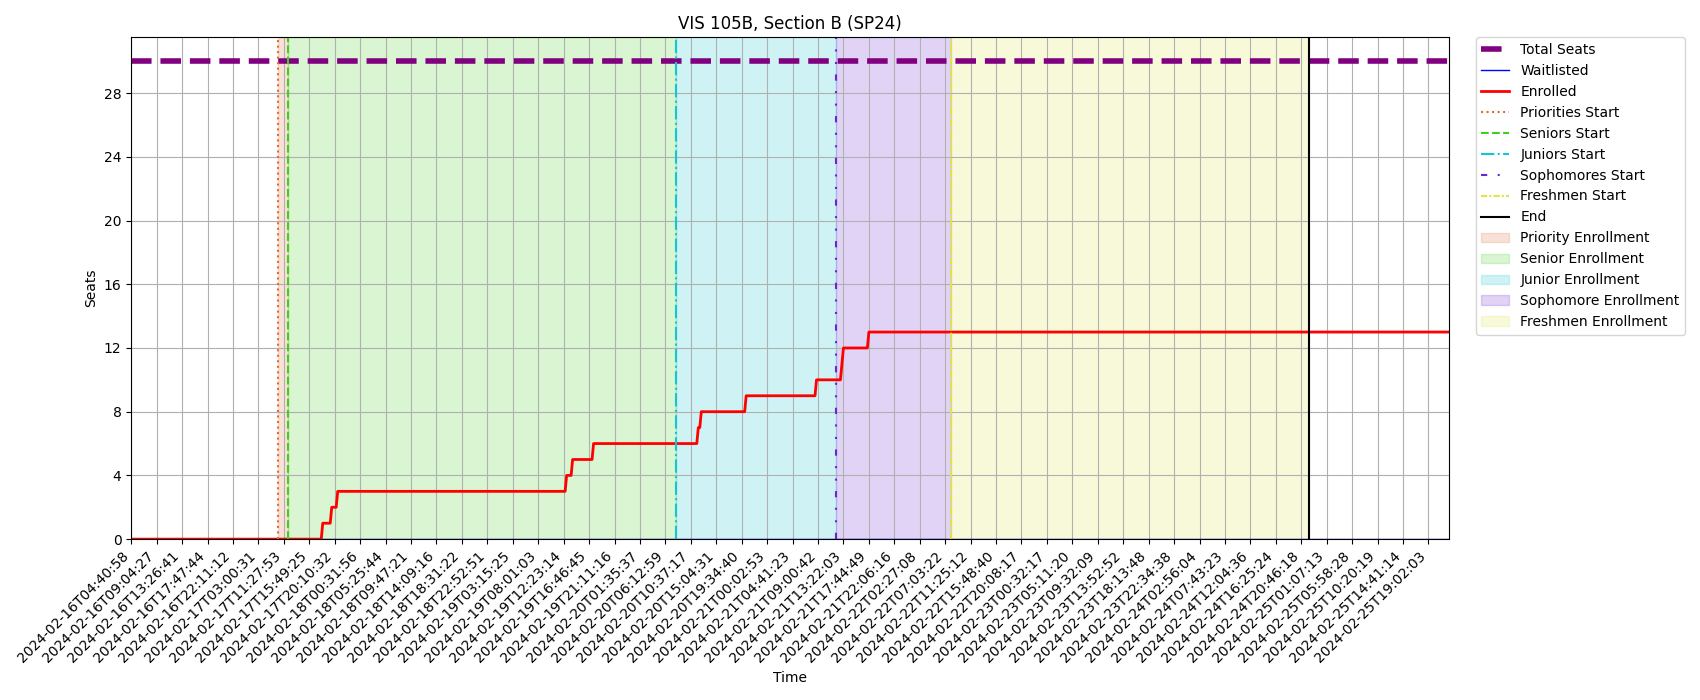 VIS 105B, Section B (SP24)
Seats
28
24
20
16
12
8
4
0
2024-02-16T04:40:58
2024-02-16T09:04:27
2024-02-16T13:26:41
2024-02-16T17:47:44
2024-02-16T22:11:12
2024-02-17T03:00:31
2024-02-17T11:27:53
2024-02-17T15:49:25
2024-02-17T20:10:32
2024-02-18T00:31:56
2024-02-18T05:25:44
2024-02-18T09:47:21
2024-02-18T14:09:16
2024-02-18T18:31:22
2024-02-18T22:52:51
2024-02-19T03:15:25
2024-02-19T08:01:03
2024-02-19T12:23:14
2024-02-19T16:46:45
2024-02-19T21:11:16
2024-02-20T01:35:37
2024-02-20T06:12:59
2024-02-20T10:37:17
2024-02-20T15:04:31
2024-02-20T19:34:40
2024-02-21T00:02:53
2024-02-21T04:41:23
2024-02-21T09:00:42
2024-02-21T13:22:03
2024-02-21T17:44:49
2024-02-21T22:06:16
2024-02-22T02:27:08
2024-02-22T07:03:22
2024-02-22T11:25:12
2024-02-22T15:48:40
2024-02-22T20:08:17
2024-02-23T00:32:17
2024-02-23T05:11:20
2024-02-23T09:32:09
2024-02-23T13:52:52
2024-02-23T18:13:48
2024-02-23T22:34:38
2024-02-24T02:56:04
2024-02-24T07:43:23
2024-02-24T12:04:36
2024-02-24T16:25:24
2024-02-24T20:46:18
2024-02-25T01:07:13
2024-02-25T05:58:28
2024-02-25T10:20:19
2024-02-25T14:41:14
2024-02-25T19:02:03
Time
Total Seats
Waitlisted
Enrolled
Priorities Start
Seniors Start
Juniors Start
Sophomores Start
Freshmen Start
End
Priority Enrollment
Senior Enrollment
Junior Enrollment
Sophomore Enrollment
Freshmen Enrollment